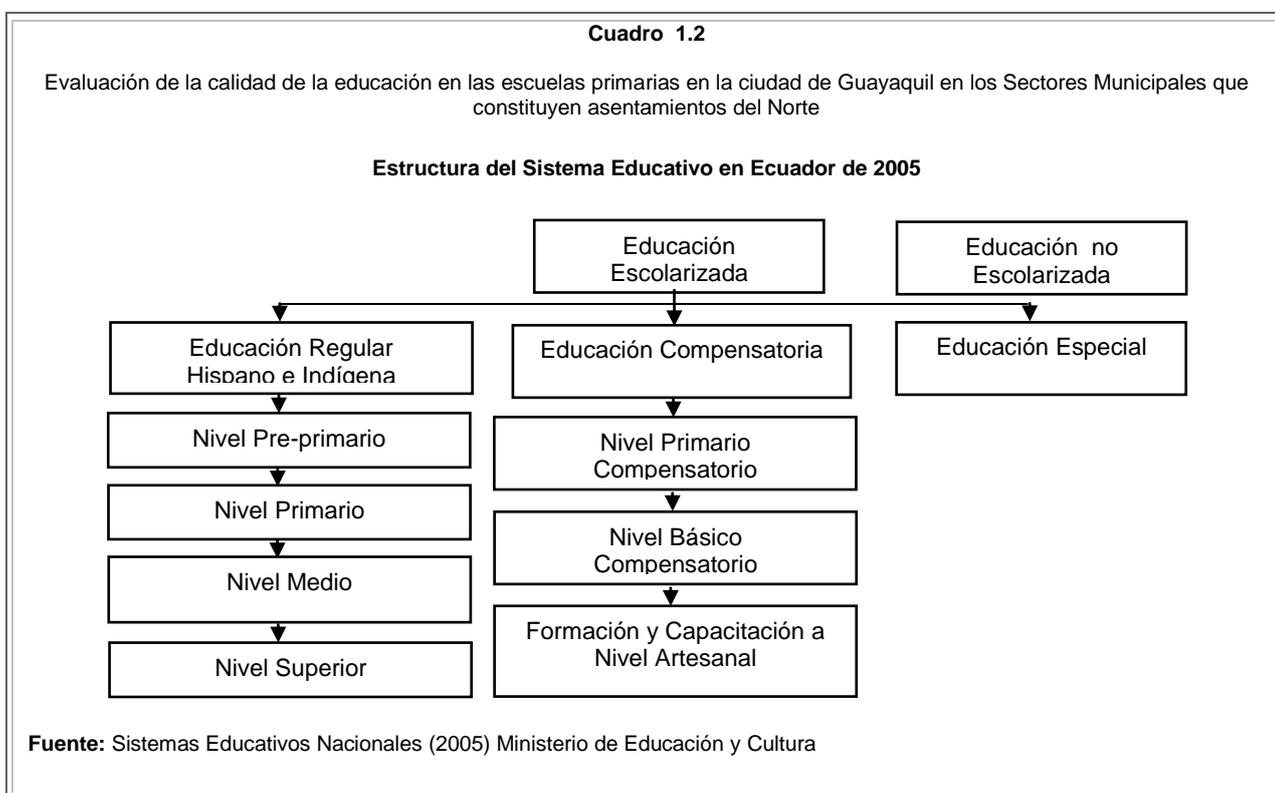 Cuadro 1.2
Evaluación de la calidad de la educación en las escuelas primarias en la ciudad de Guayaquil en los Sectores Municipales que
constituyen asentamientos del Norte
Estructura del Sistema Educativo en Ecuador de 2005
Educación
Escolarizada
Educación no
Escolarizada
Educación Regular
Hispano e Indígena
Educación Compensatoria
Educación Especial
Nivel Pre-primario
Nivel Primario
Compensatorio
Nivel Primario
Nivel Básico
Compensatorio
Nivel Medio
Formación y Capacitación a
Nivel Artesanal
Nivel Superior
Fuente: Sistemas Educativos Nacionales (2005) Ministerio de Educación y Cultura